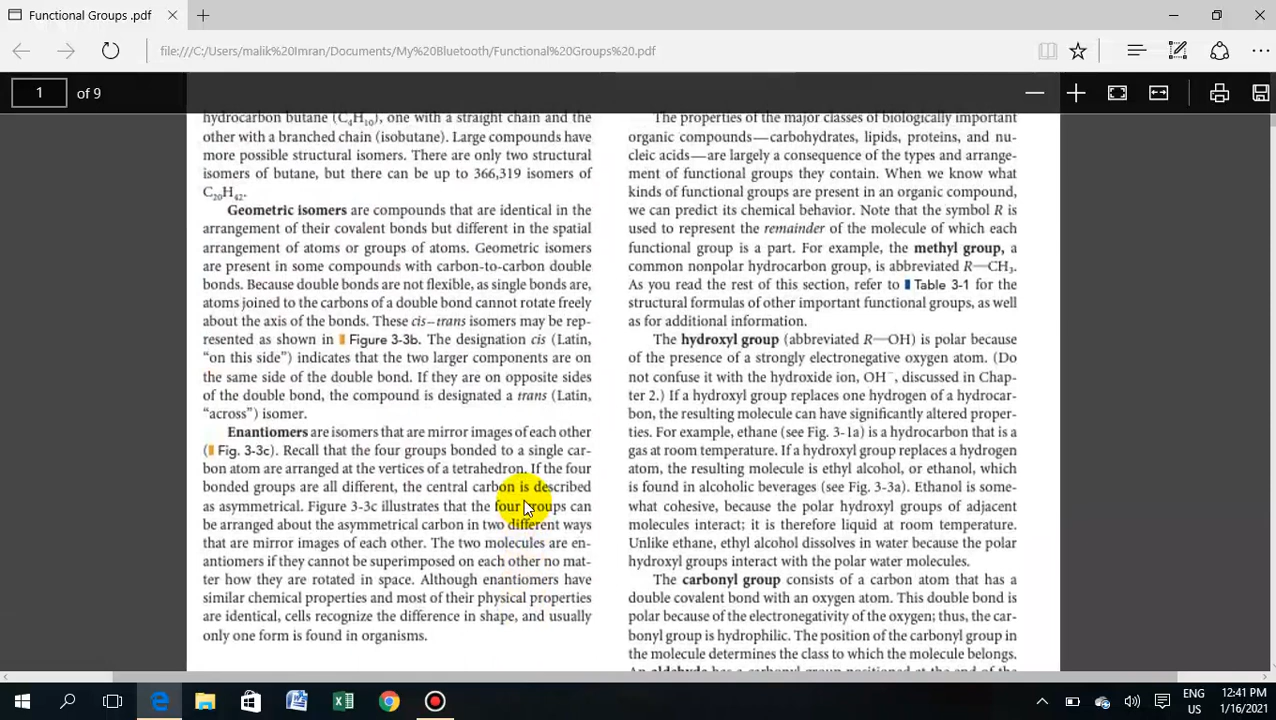 Functional Groups .pdf
file:///C:/Users/malik%20Imran/Documents/My%20Bluetooth/Functional%20Groups%20.pdf
1 of 9
hydrocarbon butane (C4H10), one with a straight chain and the
other with a branched chain (isobutane). Large compounds have
more possible structural isomers. There are only two structural
isomers of butane, but there can be up to 366,319 isomers of
C20H42.
Geometric isomers are compounds that are identical in the
arrangement of their covalent bonds but different in the spatial
arrangement of atoms or groups of atoms. Geometric isomers
are present in some compounds with carbon-to-carbon double
bonds. Because double bonds are not flexible, as single bonds are,
atoms joined to the carbons of a double bond cannot rotate freely
about the axis of the bonds. These cis–trans isomers may be rep-
resented as shown in Figure 3-3b. The designation cis (Latin,
“on this side”) indicates that the two larger components are on
the same side of the double bond. If they are on opposite sides
of the double bond, the compound is designated a trans (Latin,
“across”) isomer.
Enantiomers are isomers that are mirror images of each other
(Fig. 3-3c). Recall that the four groups bonded to a single car-
bon atom are arranged at the vertices of a tetrahedron. If the four
bonded groups are all different, the central carbon is described
as asymmetrical. Figure 3-3c illustrates that the four groups can
be arranged about the asymmetrical carbon in two different ways
that are mirror images of each other. The two molecules are en-
antiomers if they cannot be superimposed on each other no mat-
ter how they are rotated in space. Although enantiomers have
similar chemical properties and most of their physical properties
are identical, cells recognize the difference in shape, and usually
only one form is found in organisms.
The properties of the major classes of biologically important
organic compounds—carbohydrates, lipids, proteins, and nu-
cleic acids—are largely a consequence of the types and arrange-
ment of functional groups they contain. When we know what
kinds of functional groups are present in an organic compound,
we can predict its chemical behavior. Note that the symbol R is
used to represent the remainder of the molecule of which each
functional group is a part. For example, the methyl group, a
common nonpolar hydrocarbon group, is abbreviated R—CH3.
As you read the rest of this section, refer to Table 3-1 for the
structural formulas of other important functional groups, as well
as for additional information.
The hydroxyl group (abbreviated R—OH) is polar because
of the presence of a strongly electronegative oxygen atom. (Do
not confuse it with the hydroxide ion, OH−, discussed in Chap-
ter 2.) If a hydroxyl group replaces one hydrogen of a hydrocar-
bon, the resulting molecule can have significantly altered proper-
ties. For example, ethane (see Fig. 3-1a) is a hydrocarbon that is a
gas at room temperature. If a hydroxyl group replaces a hydrogen
atom, the resulting molecule is ethyl alcohol, or ethanol, which
is found in alcoholic beverages (see Fig. 3-3a). Ethanol is some-
what cohesive, because the polar hydroxyl groups of adjacent
molecules interact; it is therefore liquid at room temperature.
Unlike ethane, ethyl alcohol dissolves in water because the polar
hydroxyl groups interact with the polar water molecules.
The carbonyl group consists of a carbon atom that has a
double covalent bond with an oxygen atom. This double bond is
polar because of the electronegativity of the oxygen; thus, the car-
bonyl group is hydrophilic. The position of the carbonyl group in
the molecule determines the class to which the molecule belongs.
An aldehyde has a carbonyl group positioned at the end of the
ENG
US
12:41 PM
1/16/2021